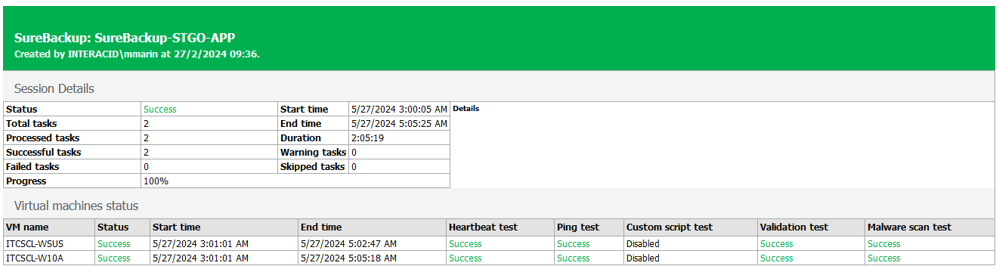 SureBackup: SureBackup-STGO-APP
Created by INTERACID\mmarin at 27/2/2024 09:36.
Session Details
Status Success Start time 5/27/2024 3:00:05 AM Details
Total tasks 2 End time 5/27/2024 5:05:25 AM
Processed tasks 2 Duration 2:05:19
Successful tasks 2 Warning tasks 0
Failed tasks 0 Skipped tasks 0
Progress 100%
Virtual machines status
VM name Status Start time End time Heartbeat test Ping test Custom script test Validation test Malware scan test
ITCSCL-WSUS Success 5/27/2024 3:01:01 AM 5/27/2024 5:02:47 AM Success Success Disabled Success Success
ITCSCL-W10A Success 5/27/2024 3:01:01 AM 5/27/2024 5:05:18 AM Success Success Disabled Success Success